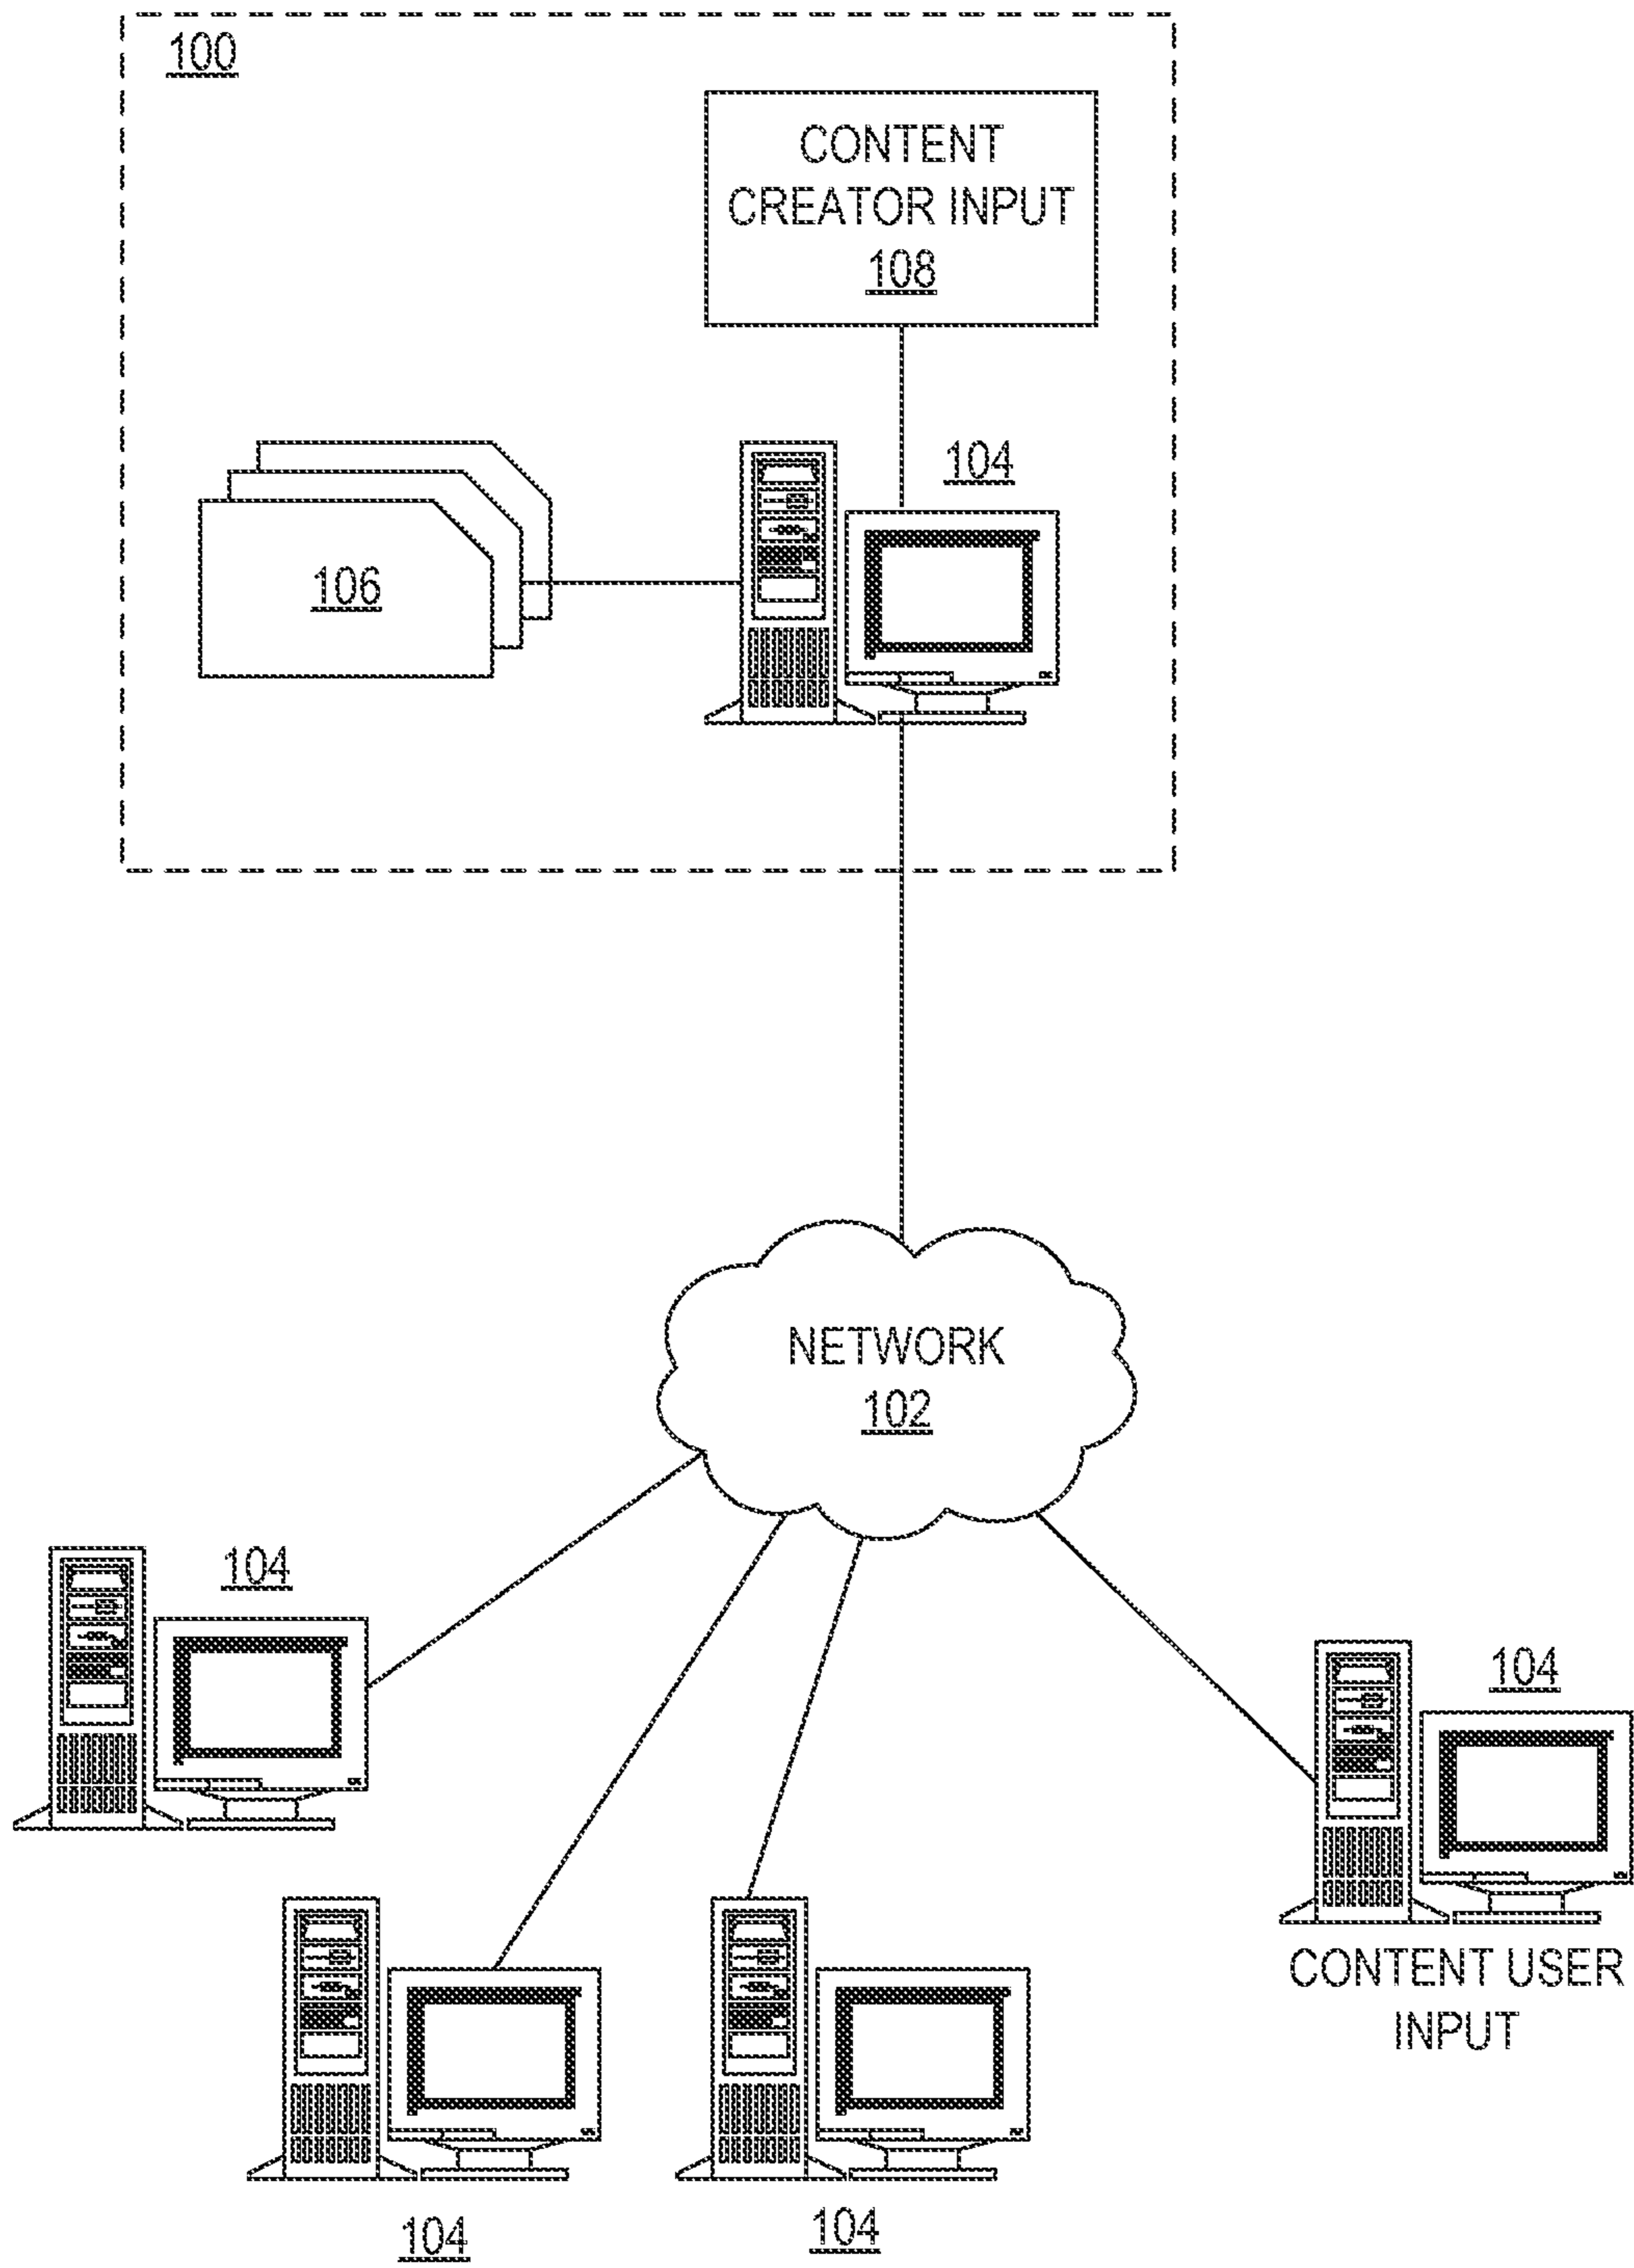 100
CONTENT
CREATOR INPUT
108
104
106
NETWORK
102
104
104
CONTENT USER
INPUT
104
104